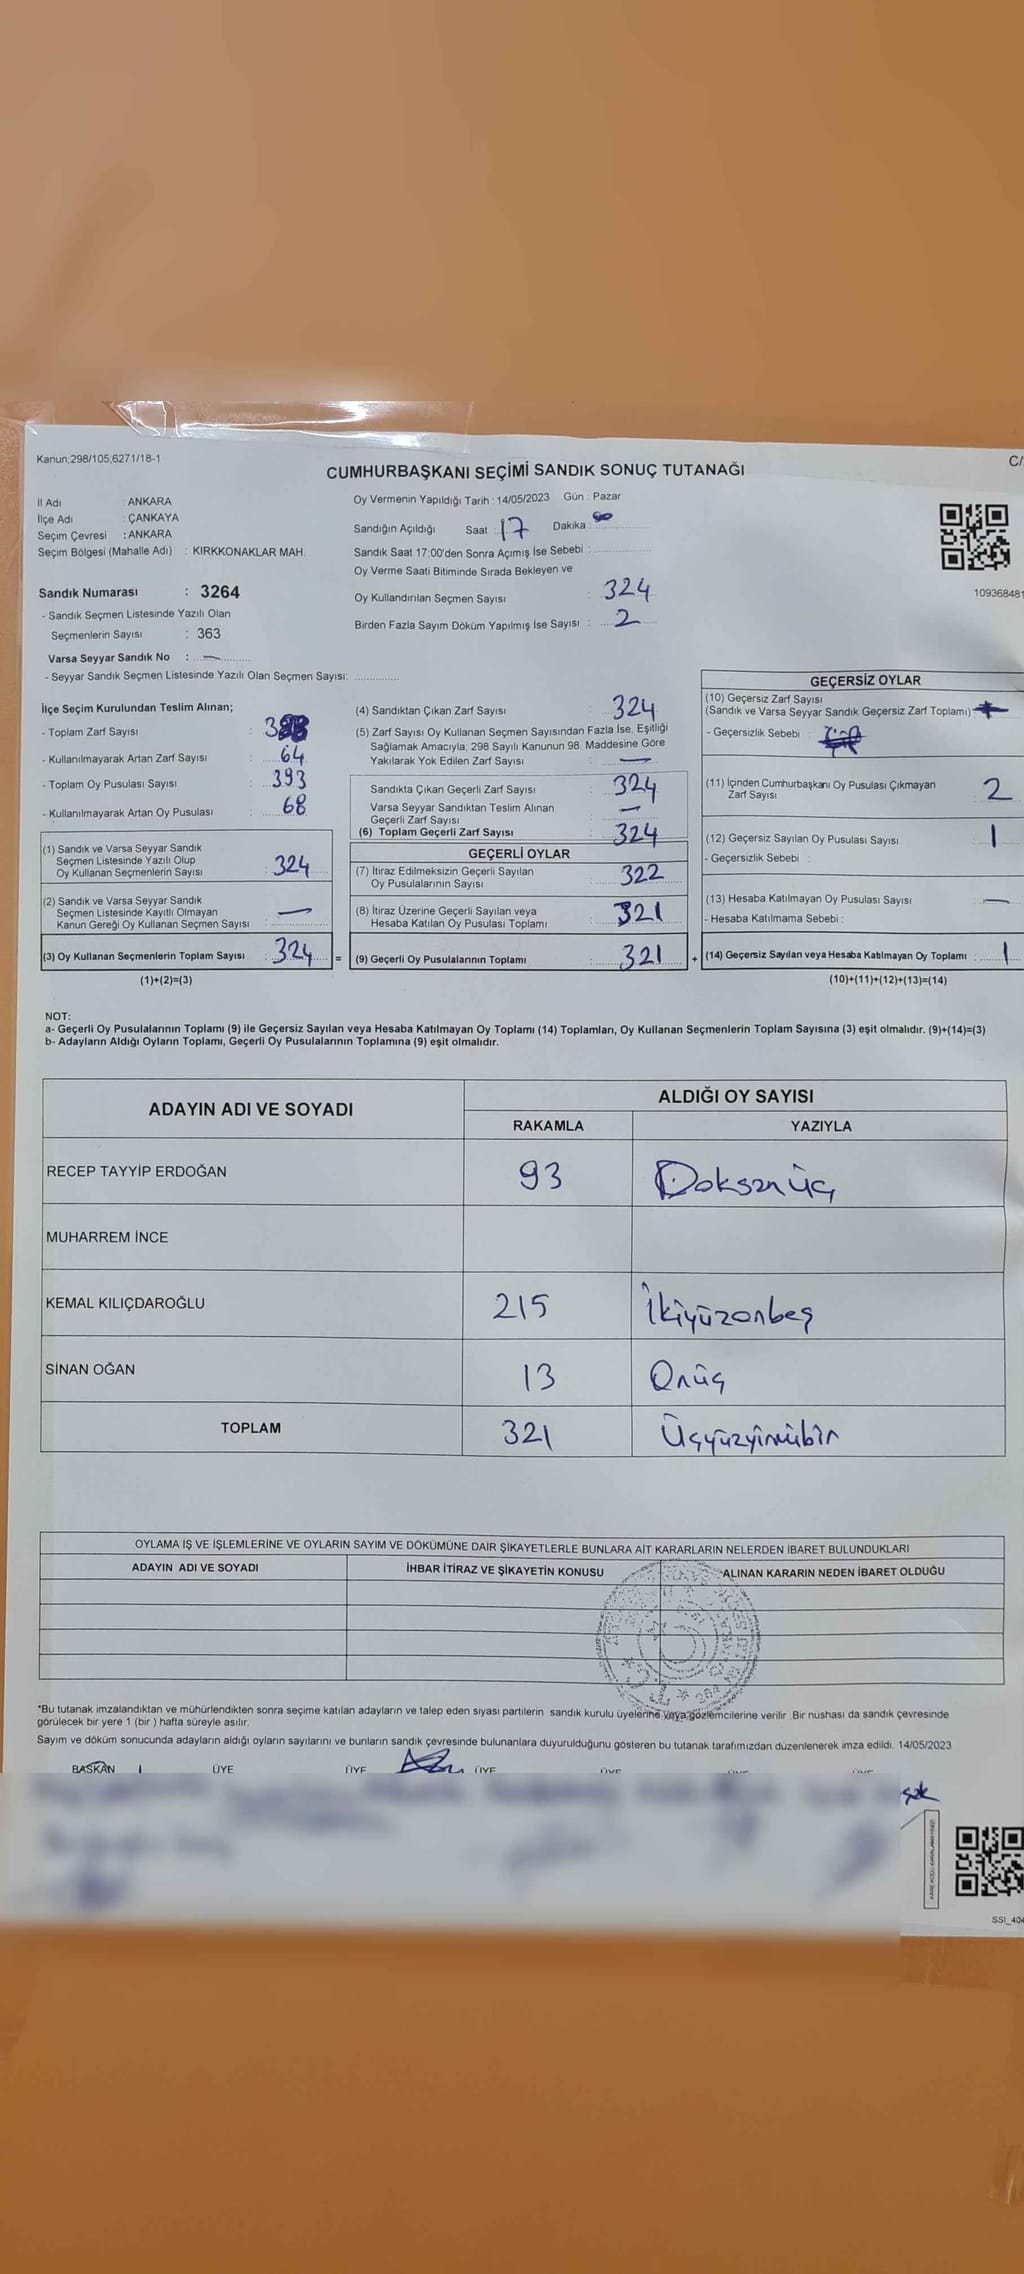 Kanun;298/105,6271/18-1
C/
CUMHURBAŞKANI SEÇİMİ SANDIK SONUÇ TUTANAĞI
İl Adı : ANKARA
İlçe Adı : ÇANKAYA
Seçim Çevresi : ANKARA
Seçim Bölgesi (Mahalle Adı) : KIRKKONAKLAR MAH.
Oy Vermenin Yapıldığı Tarih : 14/05/2023 Gün : Pazar
Sandığın Açıldığı Saat : 17 Dakika :
Sandık Saat 17:00'den Sonra Açımış İse Sebebi :
Oy Verme Saati Bitiminde Sırada Bekleyen ve
Oy Kullandırılan Seçmen Sayısı : 324
Birden Fazla Sayım Döküm Yapılmış İse Sayısı : 2
109368481
Sandık Numarası : 3264
- Sandık Seçmen Listesinde Yazılı Olan
Seçmenlerin Sayısı : 363
Varsa Seyyar Sandık No : —
- Seyyar Sandık Seçmen Listesinde Yazılı Olan Seçmen Sayısı:
İlçe Seçim Kurulundan Teslim Alınan;
- Toplam Zarf Sayısı :
- Kullanılmayarak Artan Zarf Sayısı : 64
- Toplam Oy Pusulası Sayısı : 393
- Kullanılmayarak Artan Oy Pusulası : 68
(1) Sandık ve Varsa Seyyar Sandık
Seçmen Listesinde Yazılı Olup
Oy Kullanan Seçmenlerin Sayısı : 324
(2) Sandık ve Varsa Seyyar Sandık
Seçmen Listesinde Kayıtlı Olmayan
Kanun Gereği Oy Kullanan Seçmen Sayısı : —
(3) Oy Kullanan Seçmenlerin Toplam Sayısı : 324 =
(1)+(2)=(3)
(4) Sandıktan Çıkan Zarf Sayısı : 324
(5) Zarf Sayısı Oy Kullanan Seçmen Sayısından Fazla İse, Eşitliği
Sağlamak Amacıyla; 298 Sayılı Kanunun 98. Maddesine Göre
Yakılarak Yok Edilen Zarf Sayısı : —
Sandıkta Çıkan Geçerli Zarf Sayısı : 324
Varsa Seyyar Sandıktan Teslim Alınan
Geçerli Zarf Sayısı : —
(6) Toplam Geçerli Zarf Sayısı : 324
GEÇERLİ OYLAR
(7) İtiraz Edilmeksizin Geçerli Sayılan
Oy Pusulalarının Sayısı : 322
(8) İtiraz Üzerine Geçerli Sayılan veya
Hesaba Katılan Oy Pusulası Toplamı : 321
(9) Geçerli Oy Pusulalarının Toplamı : 321 +
GEÇERSİZ OYLAR
(10) Geçersiz Zarf Sayısı
(Sandık ve Varsa Seyyar Sandık Geçersiz Zarf Toplamı)
- Geçersizlik Sebebi :
(11) İçinden Cumhurbaşkanı Oy Pusulası Çıkmayan
Zarf Sayısı : 2
(12) Geçersiz Sayılan Oy Pusulası Sayısı : 1
- Geçersizlik Sebebi :
(13) Hesaba Katılmayan Oy Pusulası Sayısı : —
- Hesaba Katılmama Sebebi :
(14) Geçersiz Sayılan veya Hesaba Katılmayan Oy Toplamı : 1
(10)+(11)+(12)+(13)=(14)
NOT:
a- Geçerli Oy Pusulalarının Toplamı (9) ile Geçersiz Sayılan veya Hesaba Katılmayan Oy Toplamı (14) Toplamları, Oy Kullanan Seçmenlerin Toplam Sayısına (3) eşit olmalıdır. (9)+(14)=(3)
b- Adayların Aldığı Oyların Toplamı, Geçerli Oy Pusulalarının Toplamına (9) eşit olmalıdır.
ADAYIN ADI VE SOYADI ALDIĞI OY SAYISI
RAKAMLA YAZIYLA
RECEP TAYYİP ERDOĞAN 93 Doksanüç
MUHARREM İNCE
KEMAL KILIÇDAROĞLU 215 İkiyüzonbeş
SİNAN OĞAN 13 Onüç
TOPLAM 321 Üçyüzyirmibir
OYLAMA İŞ VE İŞLEMLERİNE VE OYLARIN SAYIM VE DÖKÜMÜNE DAİR ŞİKAYETLERLE BUNLARA AİT KARARLARIN NELERDEN İBARET BULUNDUKLARI
ADAYIN ADI VE SOYADI İHBAR İTİRAZ VE ŞİKAYETİN KONUSU ALINAN KARARIN NEDEN İBARET OLDUĞU
*Bu tutanak imzalandıktan ve mühürlendikten sonra seçime katılan adayların ve talep eden siyasi partilerin sandık kurulu üyelerine veya gözlemcilerine verilir .Bir nüshası da sandık çevresinde
görülecek bir yere 1 (bir ) hafta süreyle asılır.
Sayım ve döküm sonucunda adayların aldığı oyların sayılarını ve bunların sandık çevresinde bulunanlara duyurulduğunu gösteren bu tutanak tarafımızdan düzenlenerek imza edildi. 14/05/2023
BAŞKAN ÜYE ÜYE ÜYE ÜYE ÜYE ÜYE
SSI_404